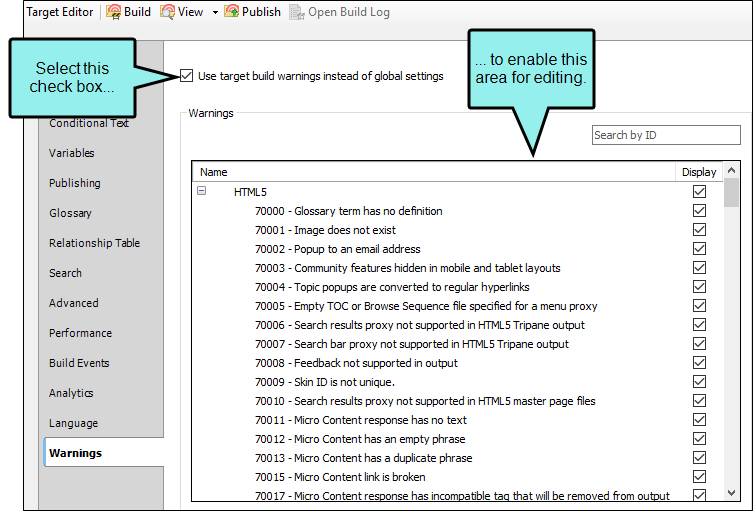 Target Editor Build View Publish Open Build Log
Select this
check box...
Use target build warnings instead of global settings
... to enable this
area for editing.
Conditional Text
Variables
Publishing
Glossary
Relationship Table
Search
Advanced
Performance
Build Events
Analytics
Language
Warnings
Warnings
Search by ID
Name Display
HTML5
70000 - Glossary term has no definition
70001 - Image does not exist
70002 - Popup to an email address
70003 - Community features hidden in mobile and tablet layouts
70004 - Topic popups are converted to regular hyperlinks
70005 - Empty TOC or Browse Sequence file specified for a menu proxy
70006 - Search results proxy not supported in HTML5 Tripane output
70007 - Search bar proxy not supported in HTML5 Tripane output
70008 - Feedback not supported in output
70009 - Skin ID is not unique.
70010 - Search results proxy not supported in HTML5 master page files
70011 - Micro Content response has no text
70012 - Micro Content has an empty phrase
70013 - Micro Content has a duplicate phrase
70015 - Micro Content link is broken
70017 - Micro Content response has incompatible tag that will be removed from output